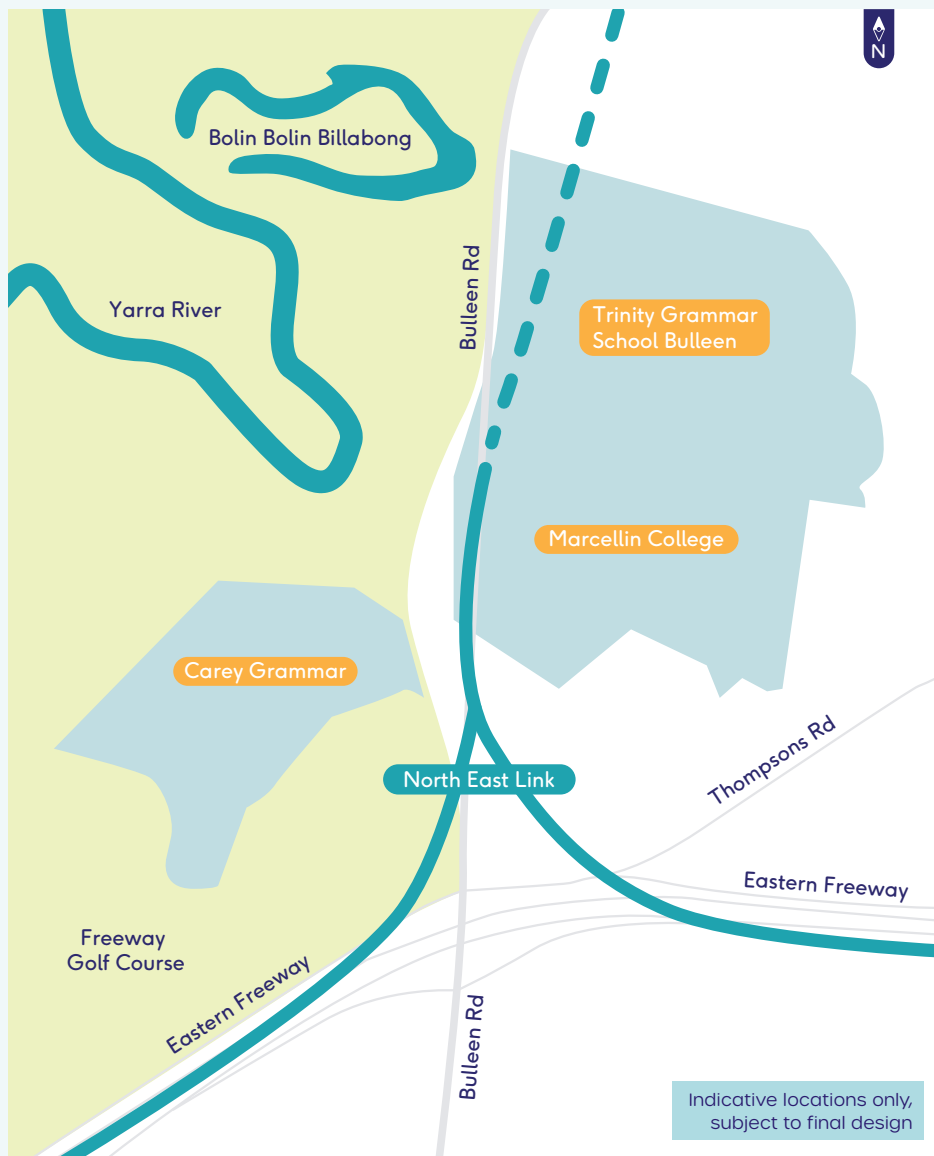 N
Bolin Bolin Billabong
Yarra River
Bulleen Rd
Trinity Grammar
School Bulleen
Marcellin College
Carey Grammar
North East Link
Thompsons Rd
Eastern Freeway
Freeway
Golf Course
Eastern Freeway
Bulleen Rd
Indicative locations only,
subject to final design